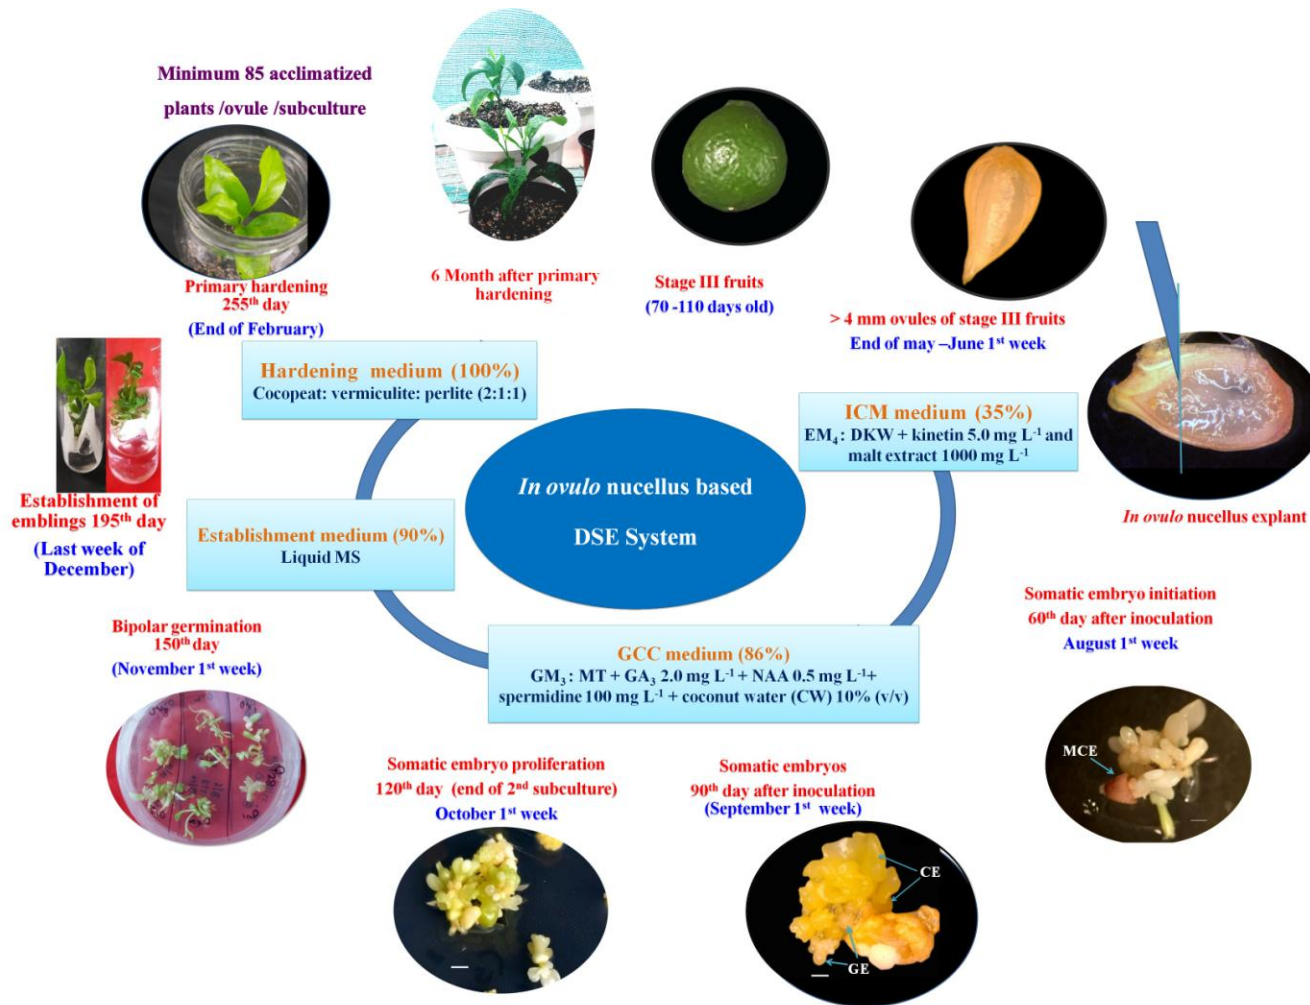 Minimum 85 acclimatized
plants /ovule /subculture
Primary hardening
255th day
(End of February)
6 Month after primary
hardening
Stage III fruits
(70 -110 days old)
> 4 mm ovules of stage III fruits
End of may –June 1st week
Hardening medium (100%)
Cocopeat: vermiculite: perlite (2:1:1)
ICM medium (35%)
EM4 : DKW + kinetin 5.0 mg L-1 and
malt extract 1000 mg L-1
In ovulo nucellus based
DSE System
Establishment of
emblings 195th day
(Last week of
December)
Establishment medium (90%)
Liquid MS
In ovulo nucellus explant
GCC medium (86%)
GM3 : MT + GA3 2.0 mg L-1 + NAA 0.5 mg L-1+
spermidine 100 mg L-1 + coconut water (CW) 10% (v/v)
Somatic embryo initiation
60th day after inoculation
August 1st week
MCE
Bipolar germination
150th day
(November 1st week)
Somatic embryo proliferation
120th day (end of 2nd subculture)
October 1st week
Somatic embryos
90th day after inoculation
(September 1st week)
CE
GE